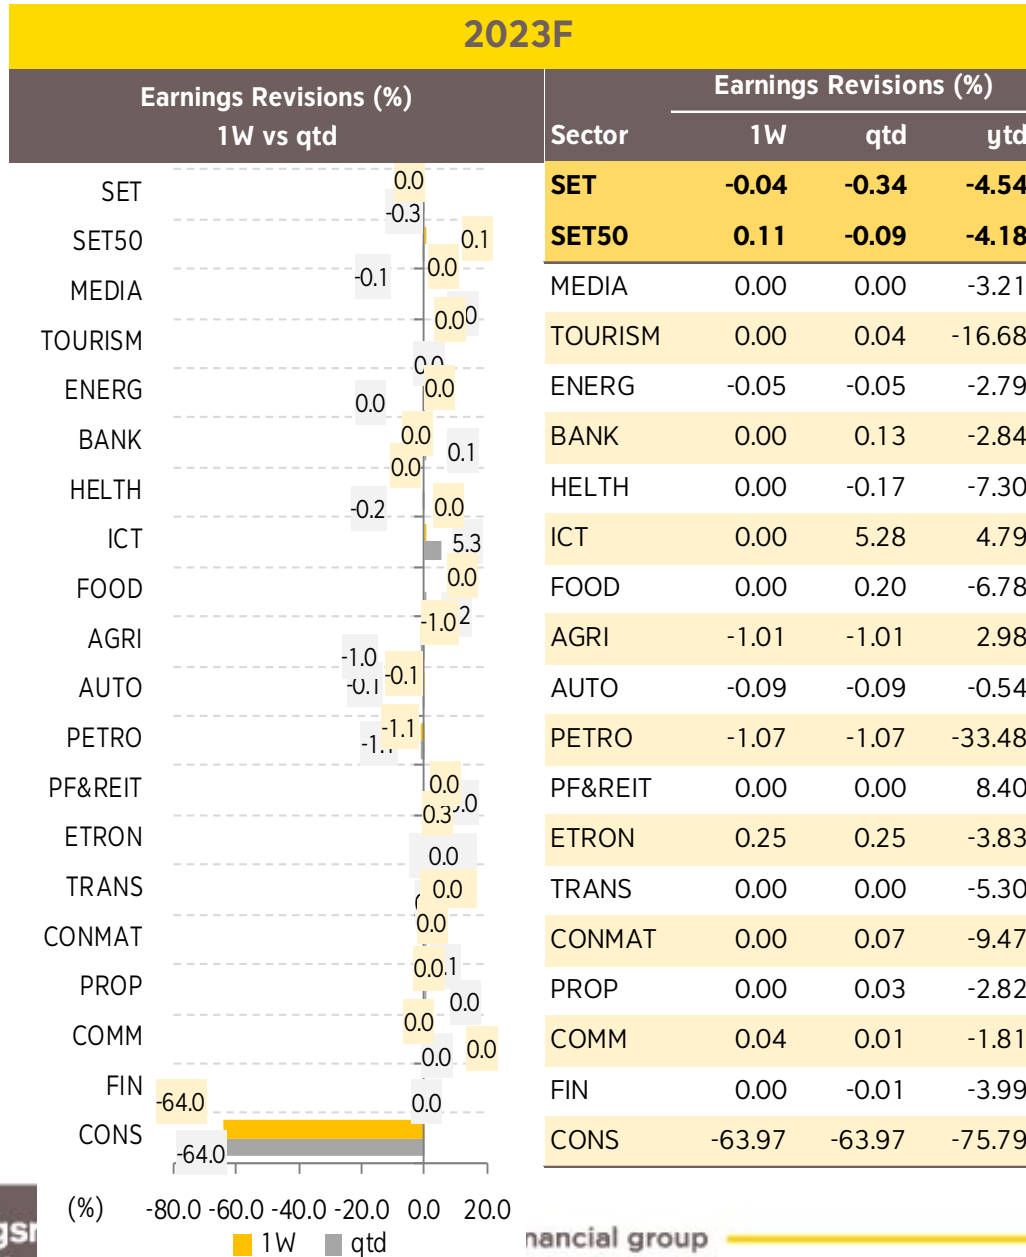 2023F
Earnings Revisions (%)
1W vs qtd
SET
SET50
MEDIA
TOURISM
ENERG
BANK
HELTH
ICT
FOOD
AGRI
AUTO
PETRO
PF&REIT
ETRON
TRANS
CONMAT
PROP
COMM
FIN
CONS
0.0
-0.3
0.1
0.0
-0.1
0.0
0.0
0.0
0.0
0.1
0.0
-0.2
0.0
5.3
0.0
-1.0
-1.0
-0.1
-0.1
-1.1
0.0
0.3
0.0
0.0
0.0
0.0
0.0
0.0
0.0
0.0
-64.0
0.0
-64.0
(%) -80.0 -60.0 -40.0 -20.0 0.0 20.0
1W qtd
Earnings Revisions (%)
Sector 1W qtd ytd
SET -0.04 -0.34 -4.54
SET50 0.11 -0.09 -4.18
MEDIA 0.00 0.00 -3.21
TOURISM 0.00 0.04 -16.68
ENERG -0.05 -0.05 -2.79
BANK 0.00 0.13 -2.84
HELTH 0.00 -0.17 -7.30
ICT 0.00 5.28 4.79
FOOD 0.00 0.20 -6.78
AGRI -1.01 -1.01 2.98
AUTO -0.09 -0.09 -0.54
PETRO -1.07 -1.07 -33.48
PF&REIT 0.00 0.00 8.40
ETRON 0.25 0.25 -3.83
TRANS 0.00 0.00 -5.30
CONMAT 0.00 0.07 -9.47
PROP 0.00 0.03 -2.82
COMM 0.04 0.01 -1.81
FIN 0.00 -0.01 -3.99
CONS -63.97 -63.97 -75.79
nancial group